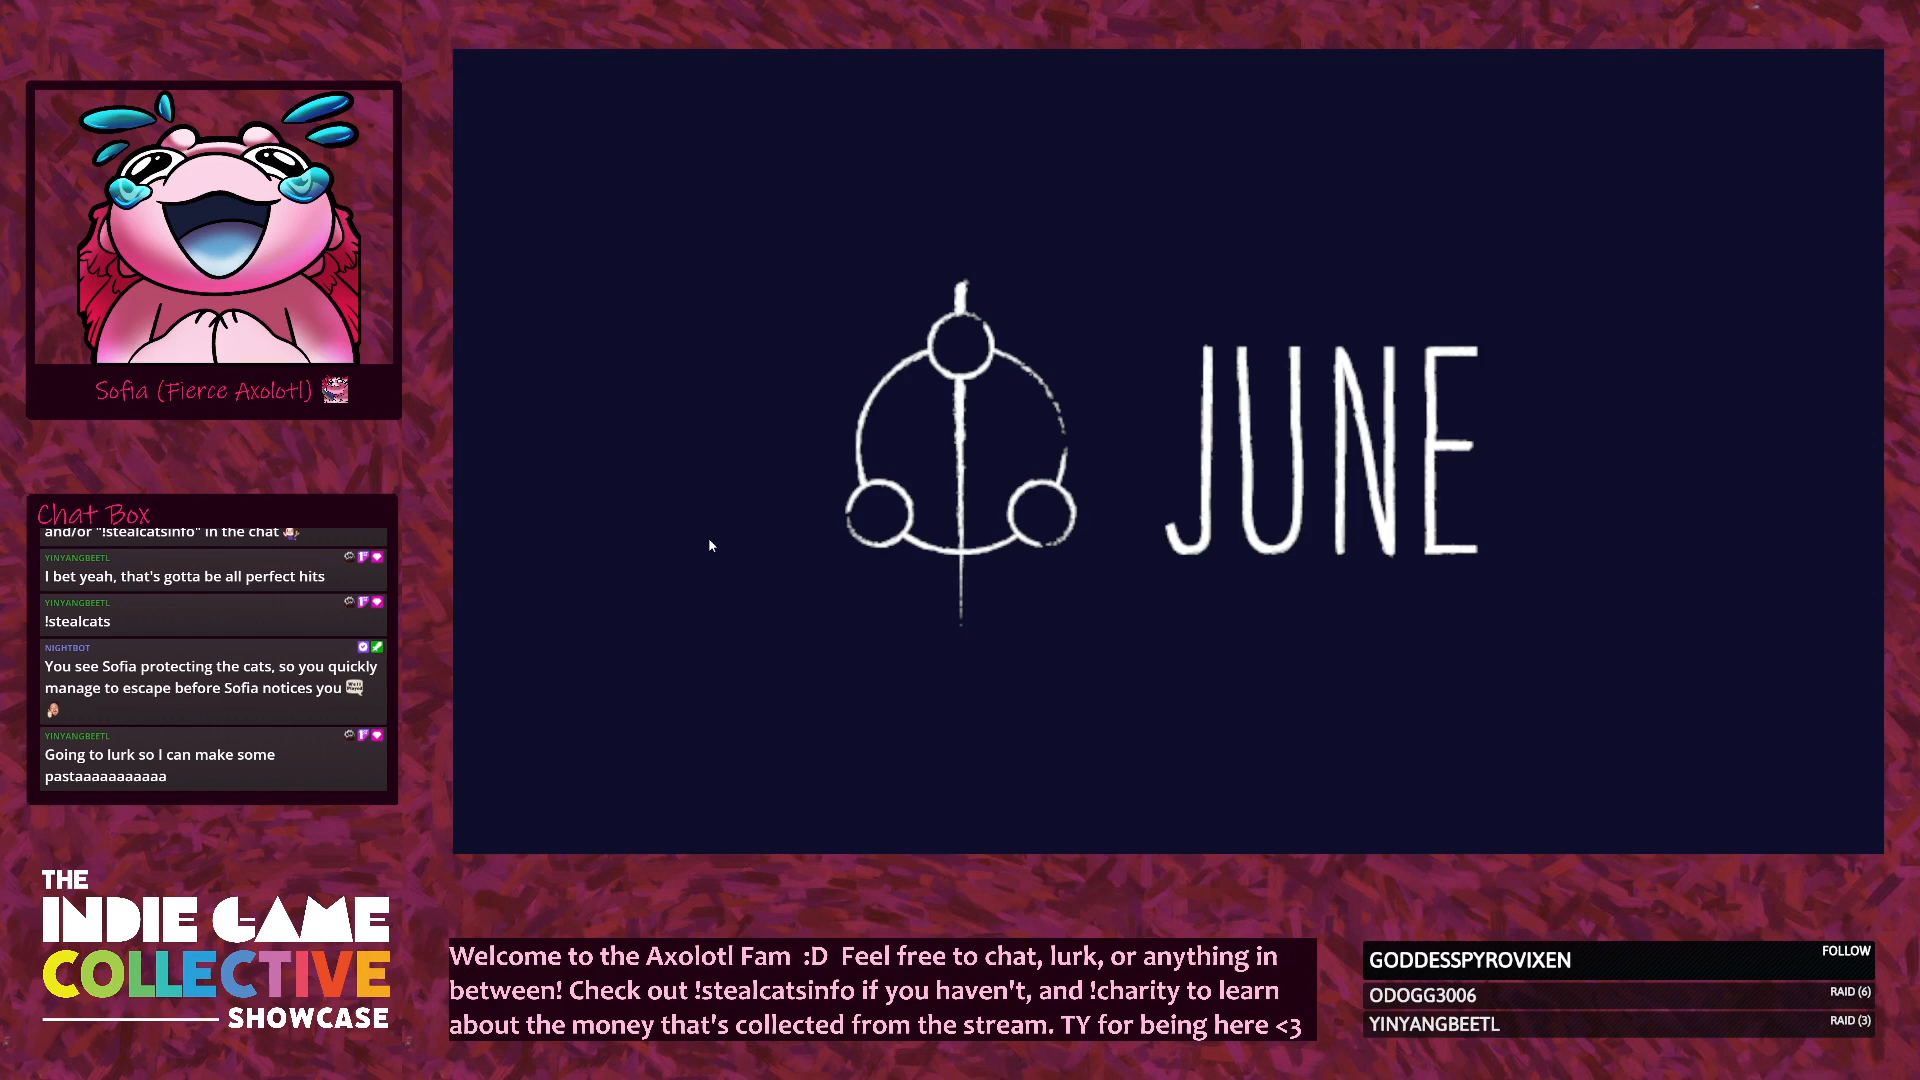 Sofia (Fierce Axolotl)
Chat Box
and/or "!stealcatsinfo" in the chat
YINYANGBEETL
I bet yeah, that's gotta be all perfect hits
YINYANGBEETL
!stealcats
NIGHTBOT
You see Sofia protecting the cats, so you quickly
manage to escape before Sofia notices you
YINYANGBEETL
Going to lurk so I can make some
pastaaaaaaaaaaa
THE
INDIE GAME
COLLECTIVE
SHOWCASE
JUNE
Welcome to the Axolotl Fam :D Feel free to chat, lurk, or anything in
between! Check out !stealcatsinfo if you haven't, and !charity to learn
about the money that's collected from the stream. TY for being here <3
GODDESSPYROVIXEN FOLLOW
ODOGG3006 RAID (6)
YINYANGBEETL RAID (3)